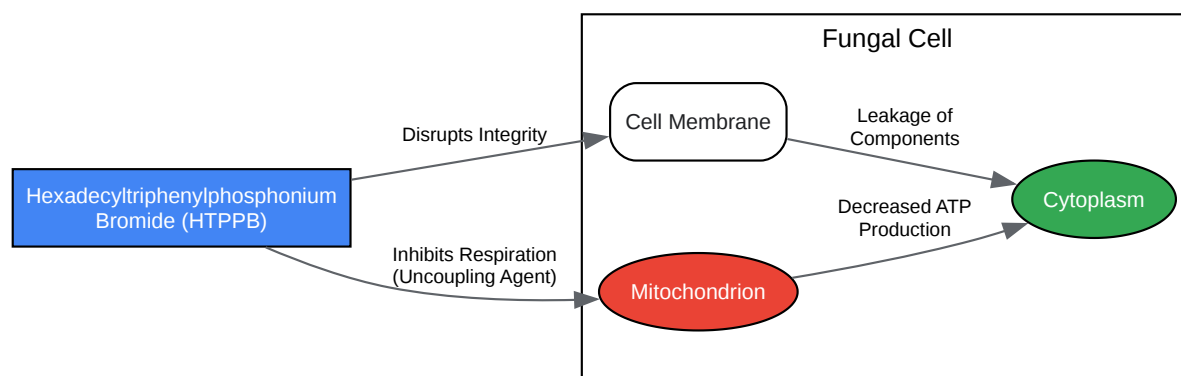 Fungal Cell
Cell Membrane
Leakage of
Components
Disrupts Integrity
Hexadecyltriphenylphosphonium
Bromide (HTPPB)
Cytoplasm
Decreased ATP
Production
Inhibits Respiration
(Uncoupling Agent)
Mitochondrion